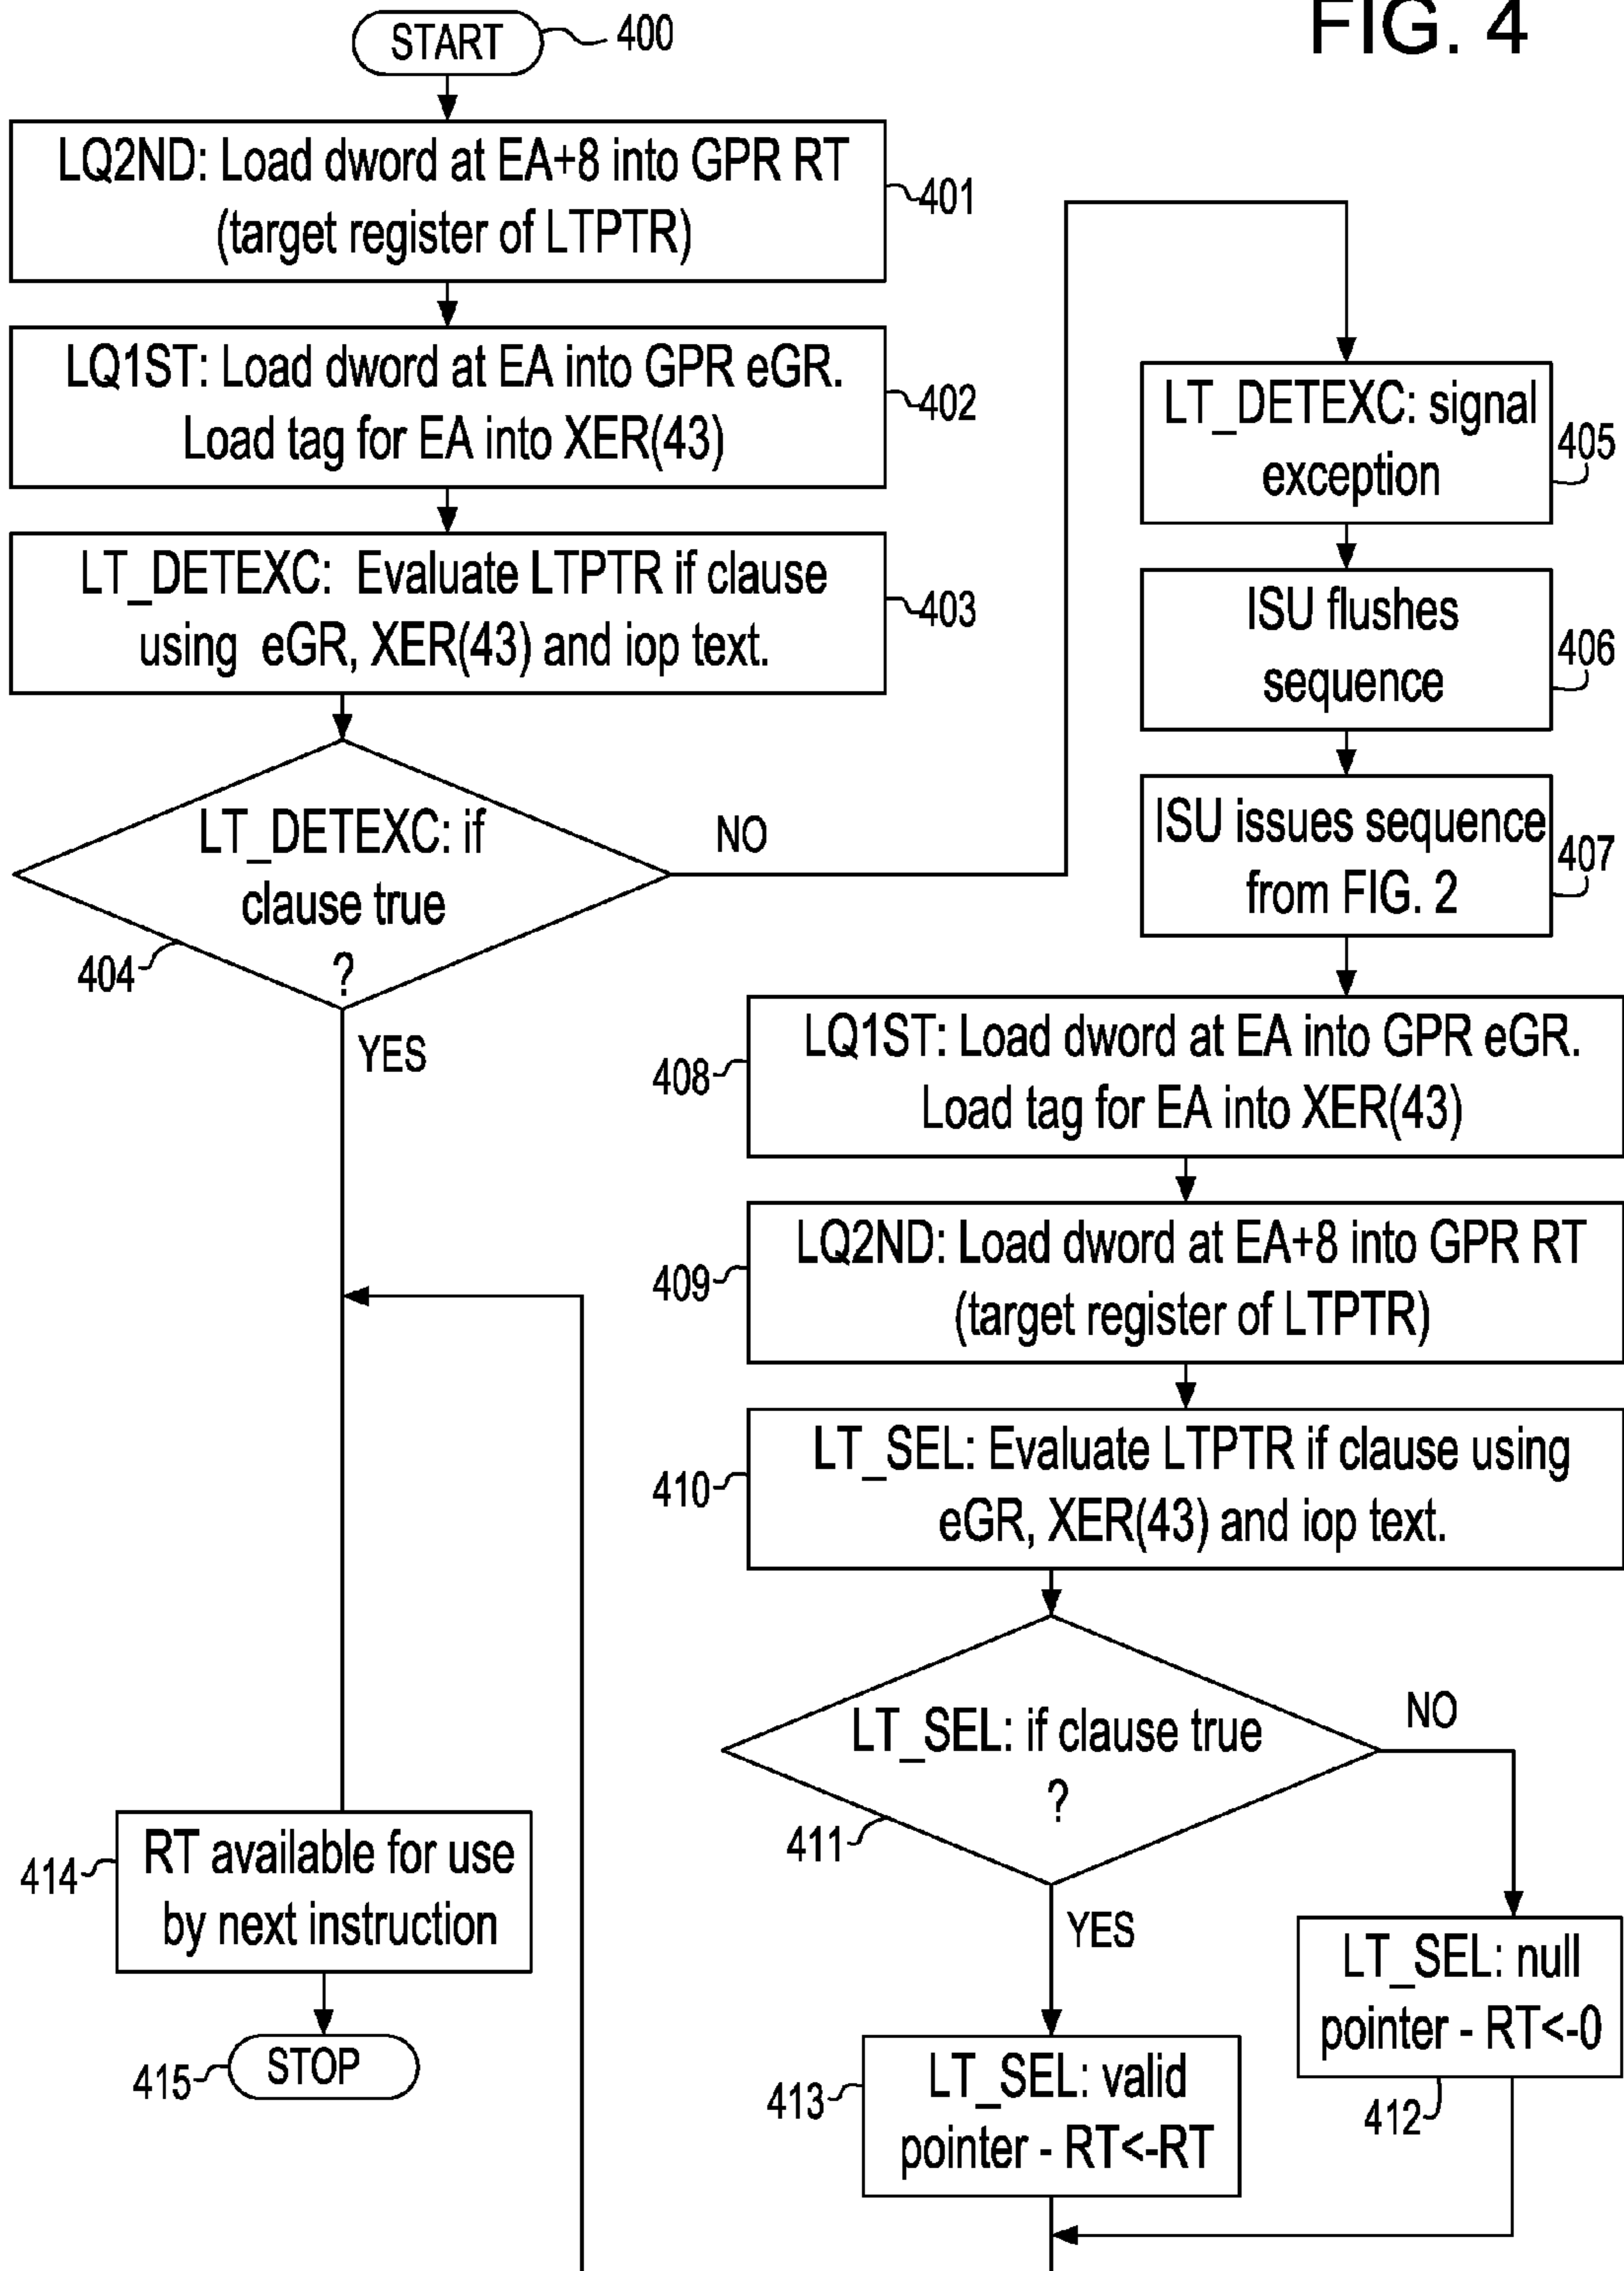 FIG. 4
START
400
LQ2ND: Load dword at EA+8 into GPR RT
(target register of LTPTR)
401
LQ1ST: Load dword at EA into GPR eGR.
Load tag for EA into XER(43)
402
LT_DETEXC: Evaluate LTPTR if clause
using eGR, XER(43) and iop text.
403
LT_DETEXC: if
clause true
?
404
NO
YES
LT_DETEXC: signal
exception
405
ISU flushes
sequence
406
ISU issues sequence
from FIG. 2
407
LQ1ST: Load dword at EA into GPR eGR.
Load tag for EA into XER(43)
408
LQ2ND: Load dword at EA+8 into GPR RT
(target register of LTPTR)
409
LT_SEL: Evaluate LTPTR if clause using
eGR, XER(43) and iop text.
410
LT_SEL: if clause true
?
411
NO
YES
LT_SEL: null
pointer - RT<-0
412
LT_SEL: valid
pointer - RT<-RT
413
RT available for use
by next instruction
414
STOP
415